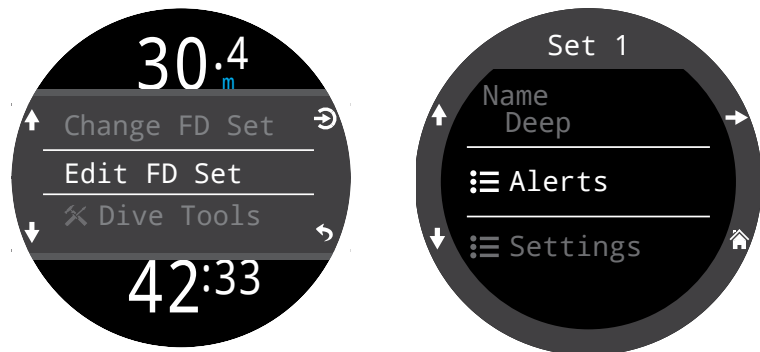 30.4
m
Change FD Set
Edit FD Set
Dive Tools
42:33
Set 1
Name
Deep
Alerts
Settings